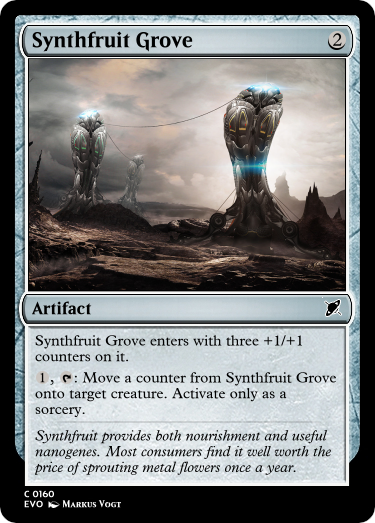 Synthfruit Grove 2
Artifact
Synthfruit Grove enters with three +1/+1
counters on it.
1, T: Move a counter from Synthfruit Grove
onto target creature. Activate only as a
sorcery.
Synthfruit provides both nourishment and useful
nanogenes. Most consumers find it well worth the
price of sprouting metal flowers once a year.
C 0160
EVO Markus Vogt